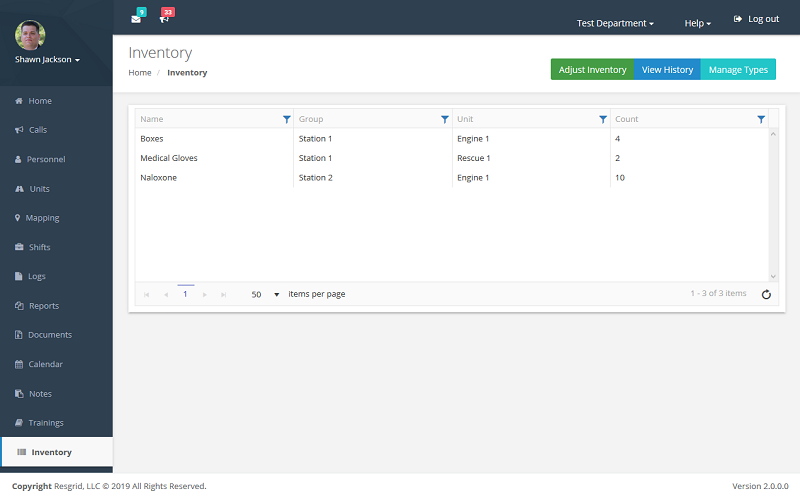 9
33
Test Department
Help
Log out
Shawn Jackson
Home
Calls
Personnel
Units
Mapping
Shifts
Logs
Reports
Documents
Calendar
Notes
Trainings
Inventory
Inventory
Home / Inventory
Adjust Inventory View History Manage Types
Name Group Unit Count
Boxes Station 1 Engine 1 4
Medical Gloves Station 1 Rescue 1 2
Naloxone Station 2 Engine 1 10
1 50 items per page 1 - 3 of 3 items
Copyright Resgrid, LLC © 2019 All Rights Reserved. Version 2.0.0.0